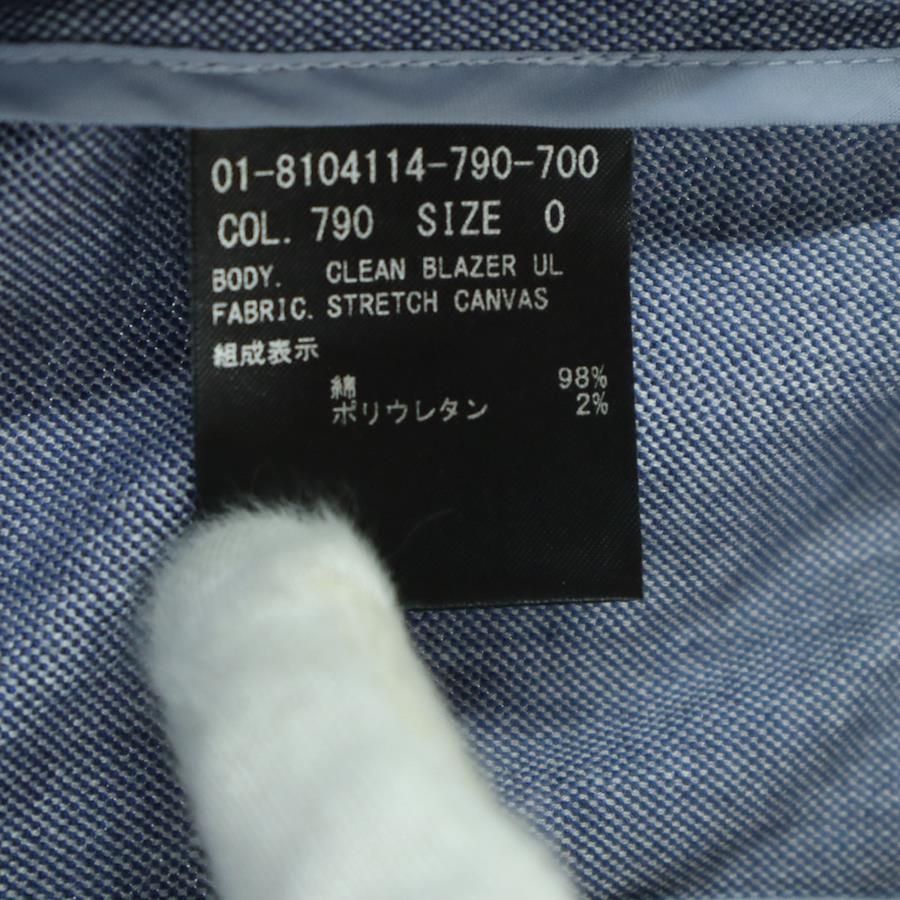 01-8104114-790-700
COL. 790 SIZE 0
BODY. CLEAN BLAZER UL
FABRIC. STRETCH CANVAS
組成表示
綿 98%
ポリウレタン 2%